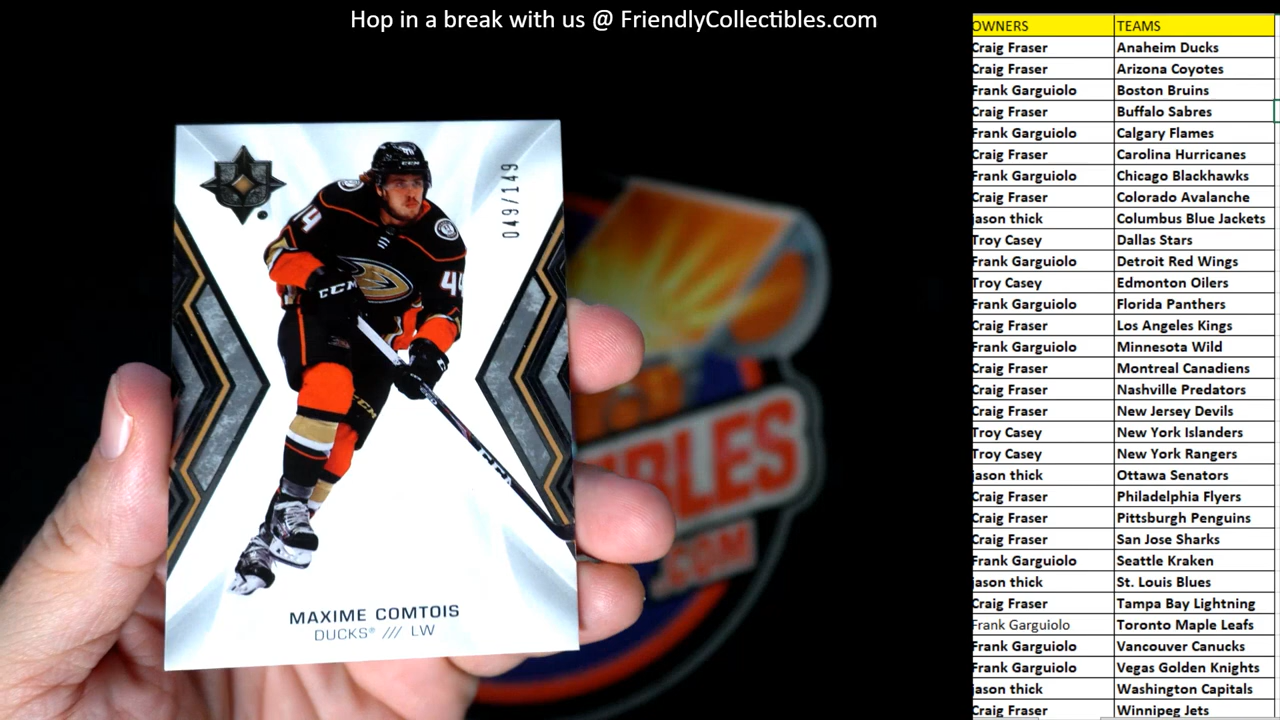 Hop in a break with us @ FriendlyCollectibles.com
OWNERS TEAMS
Craig Fraser Anaheim Ducks
Craig Fraser Arizona Coyotes
Frank Garguiolo Boston Bruins
Craig Fraser Buffalo Sabres
Frank Garguiolo Calgary Flames
Craig Fraser Carolina Hurricanes
Frank Garguiolo Chicago Blackhawks
Craig Fraser Colorado Avalanche
jason thick Columbus Blue Jackets
Troy Casey Dallas Stars
Frank Garguiolo Detroit Red Wings
Troy Casey Edmonton Oilers
Frank Garguiolo Florida Panthers
Craig Fraser Los Angeles Kings
Frank Garguiolo Minnesota Wild
Craig Fraser Montreal Canadiens
Craig Fraser Nashville Predators
Craig Fraser New Jersey Devils
Troy Casey New York Islanders
Troy Casey New York Rangers
jason thick Ottawa Senators
Craig Fraser Philadelphia Flyers
Craig Fraser Pittsburgh Penguins
Craig Fraser San Jose Sharks
Frank Garguiolo Seattle Kraken
jason thick St. Louis Blues
Craig Fraser Tampa Bay Lightning
Frank Garguiolo Toronto Maple Leafs
Frank Garguiolo Vancouver Canucks
Frank Garguiolo Vegas Golden Knights
jason thick Washington Capitals
Craig Fraser Winnipeg Jets
049/149
44
CCM
MAXIME COMTOIS
DUCKS® /// LW
.COM